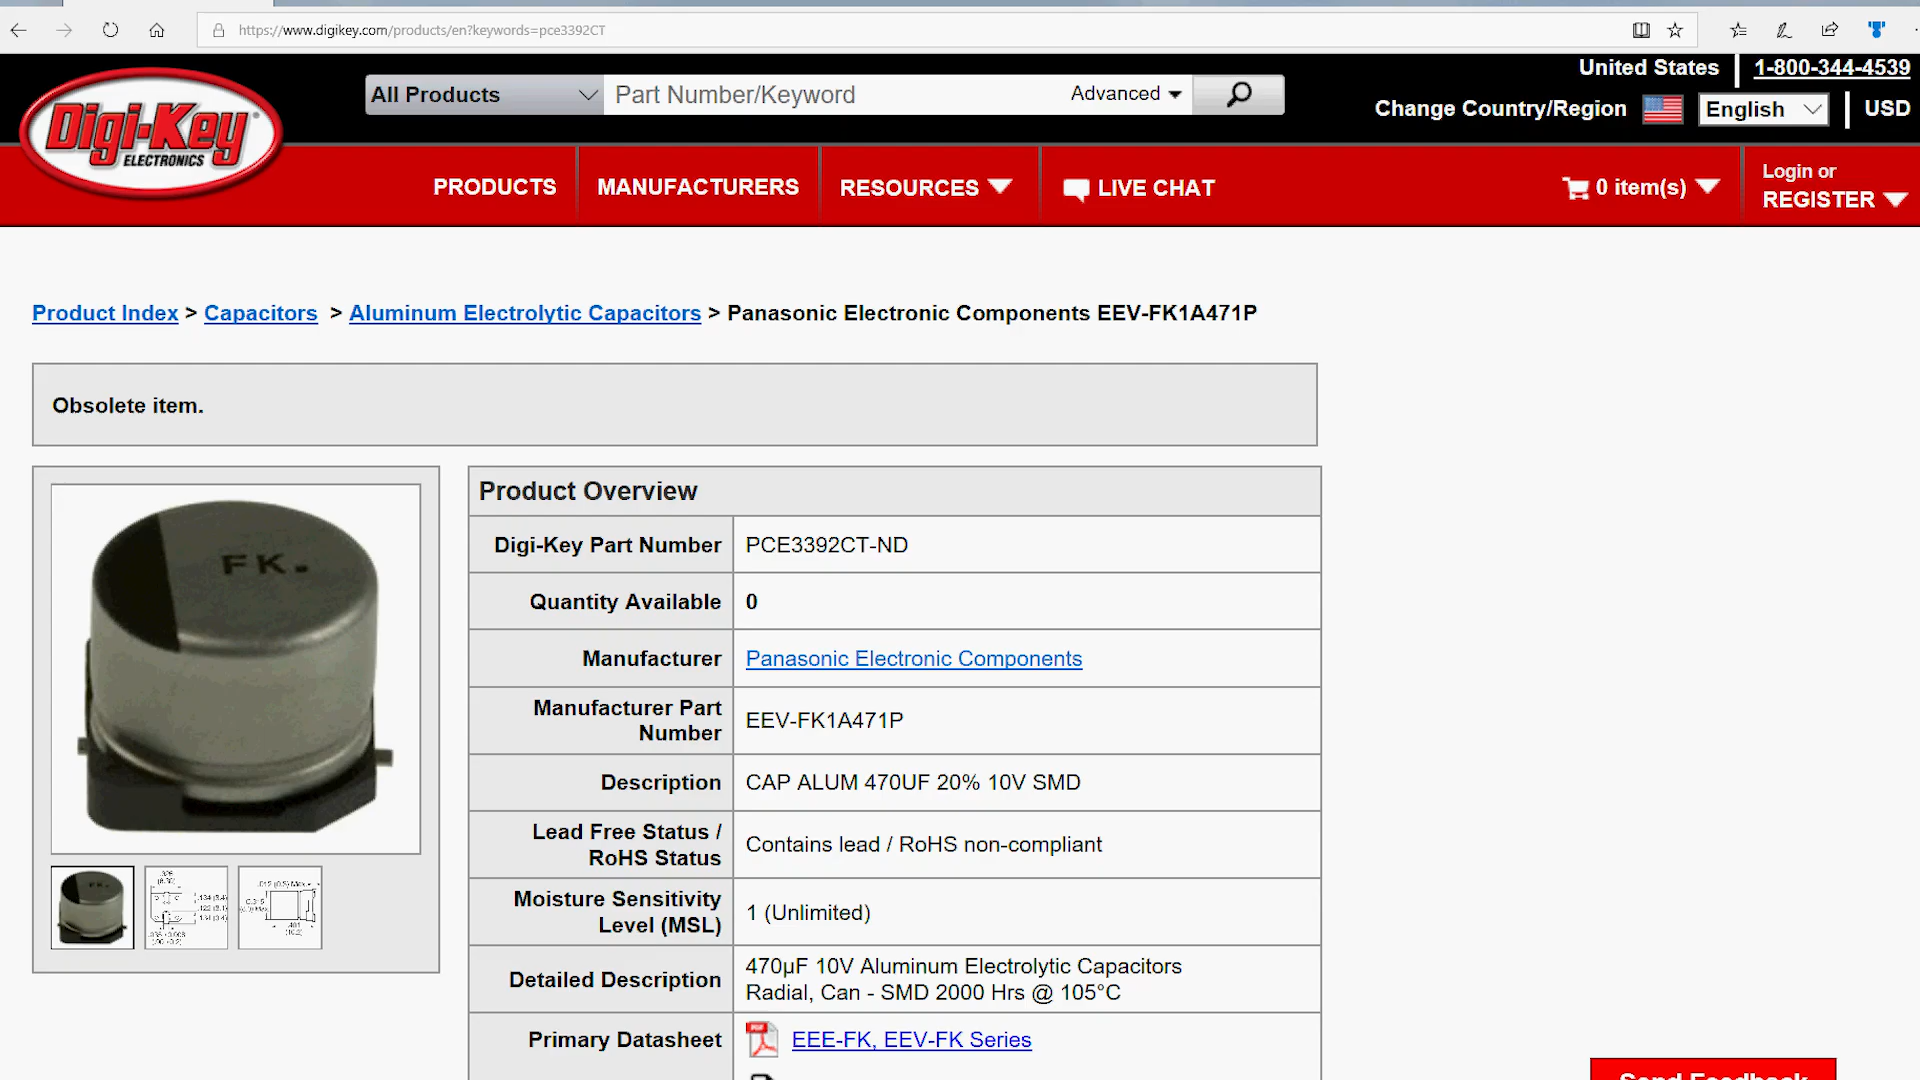 https://www.digikey.com/products/en?keywords=pce3392CT
United States
1-800-344-4539
All Products
Part Number/Keyword
Advanced
Change Country/Region
English
USD
Digi-Key
ELECTRONICS
PRODUCTS
MANUFACTURERS
RESOURCES
LIVE CHAT
0 item(s)
Login or
REGISTER
Product Index > Capacitors > Aluminum Electrolytic Capacitors > Panasonic Electronic Components EEV-FK1A471P
Obsolete item.
FK.
Product Overview
Digi-Key Part Number PCE3392CT-ND
Quantity Available 0
Manufacturer Panasonic Electronic Components
Manufacturer Part
Number
EEV-FK1A471P
Description CAP ALUM 470UF 20% 10V SMD
Lead Free Status /
RoHS Status
Contains lead / RoHS non-compliant
Moisture Sensitivity
Level (MSL)
1 (Unlimited)
Detailed Description
470µF 10V Aluminum Electrolytic Capacitors
Radial, Can - SMD 2000 Hrs @ 105°C
Primary Datasheet
PDF
EEE-FK, EEV-FK Series
Send Feedback